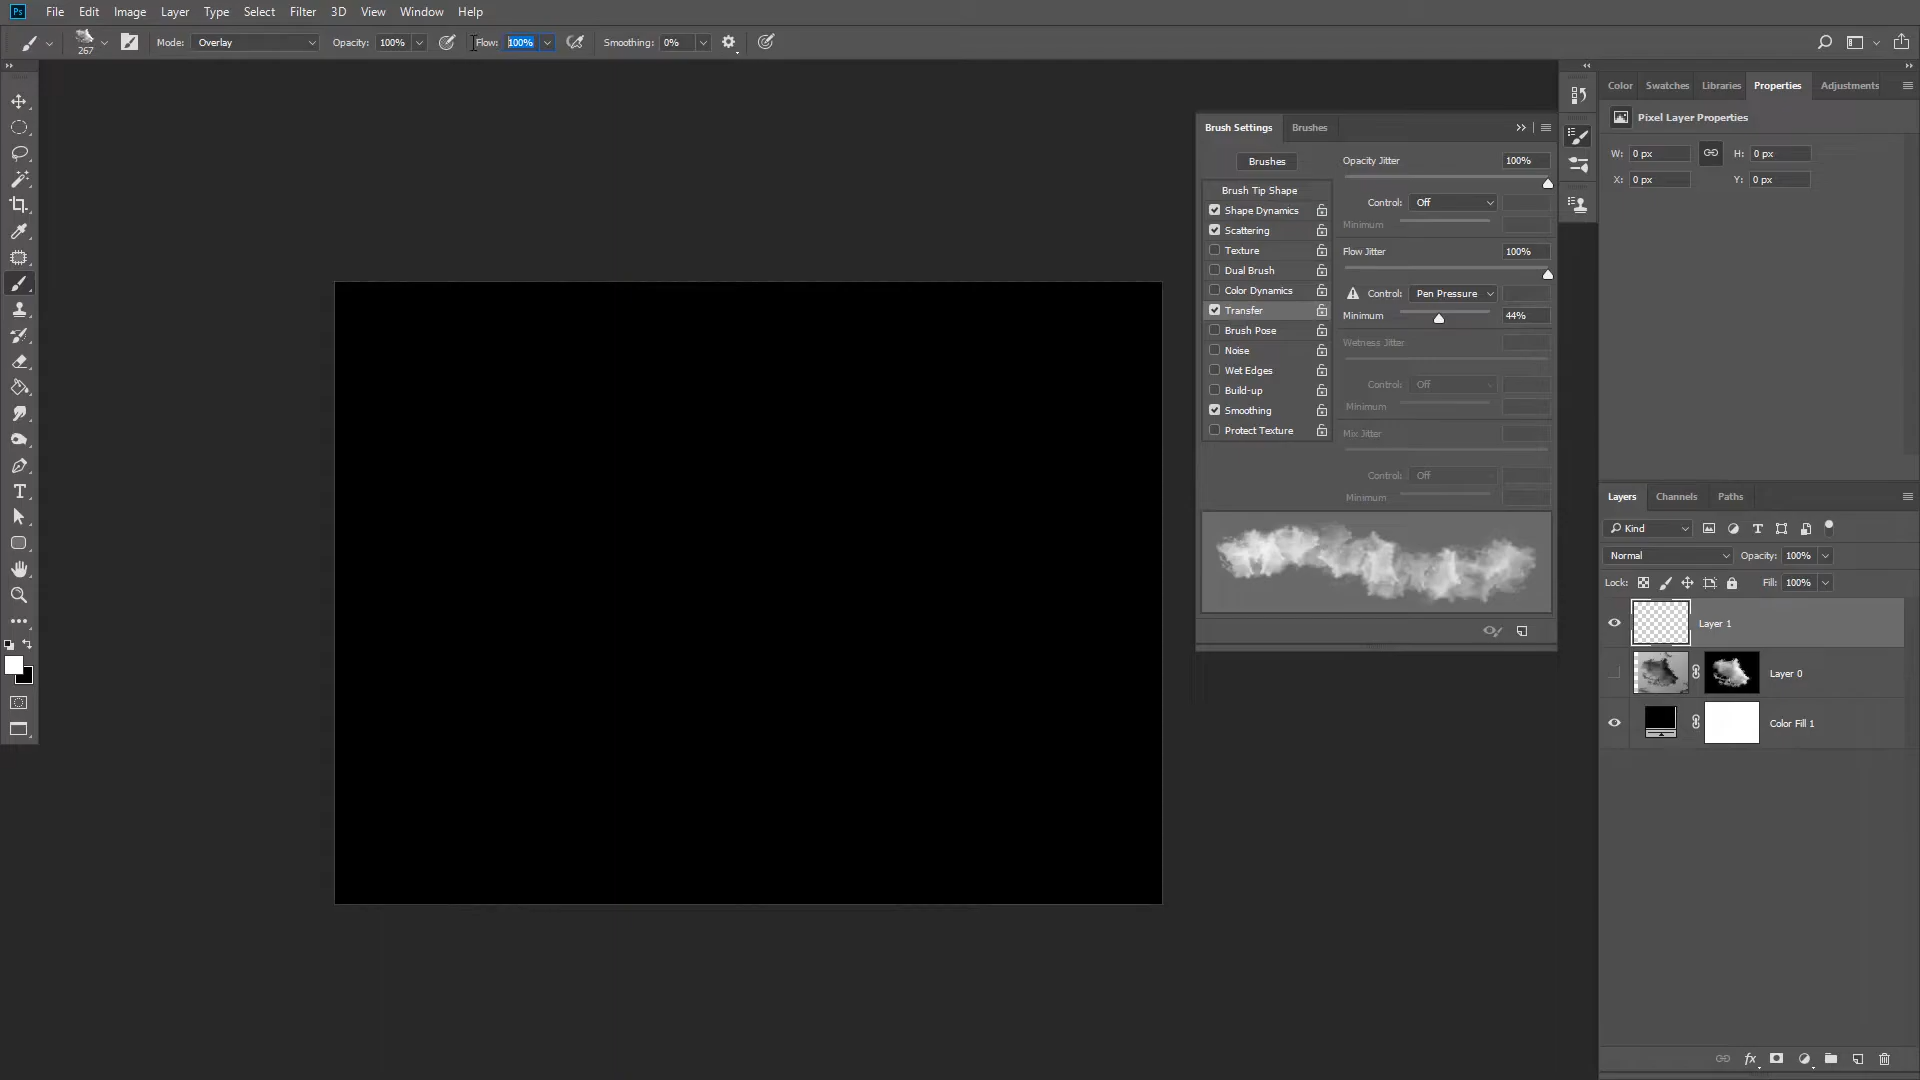 Ps File Edit Image Layer Type Select Filter 3D View Window Help
267 Mode: Overlay Opacity: 100% Flow: 100% Smoothing: 0%
Color Swatches Libraries Properties Adjustments
Pixel Layer Properties
W: 0 px H: 0 px
X: 0 px Y: 0 px
Brush Settings Brushes
Brushes
Brush Tip Shape
Shape Dynamics
Scattering
Texture
Dual Brush
Color Dynamics
Transfer
Brush Pose
Noise
Wet Edges
Build-up
Smoothing
Protect Texture
Opacity Jitter 100%
Control: Off
Minimum
Flow Jitter 100%
Control: Pen Pressure
Minimum 44%
Wetness Jitter
Control: Off
Minimum
Mix Jitter
Control: Off
Minimum
Layers Channels Paths
Kind
Normal Opacity: 100%
Lock: Fill: 100%
Layer 1
Layer 0
Color Fill 1